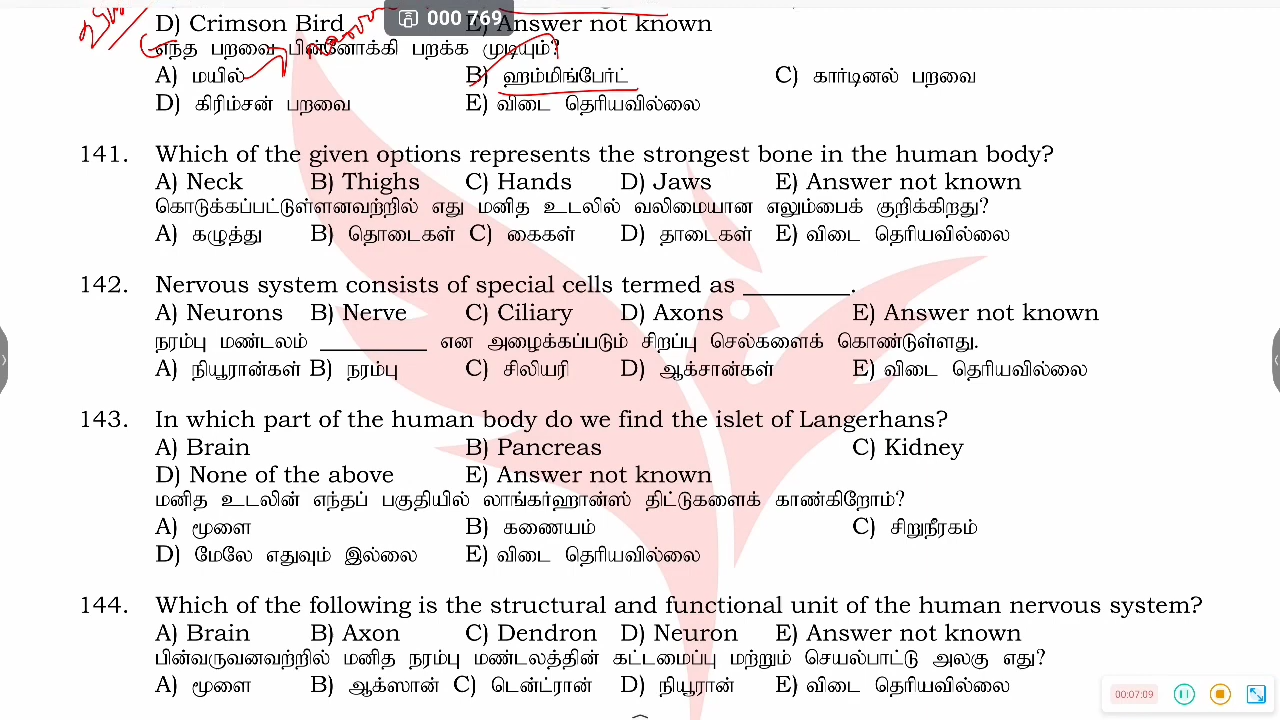 D) Crimson Bird E) Answer not known
000 769
எந்த பறவை பின்னோக்கி பறக்க முடியும்?
A) மயில் B) ஹம்மிங்பேர்ட் C) கார்டினல் பறவை
D) கிரிம்சன் பறவை E) விடை தெரியவில்லை
141. Which of the given options represents the strongest bone in the human body?
A) Neck B) Thighs C) Hands D) Jaws E) Answer not known
கொடுக்கப்பட்டுள்ளனவற்றில் எது மனித உடலில் வலிமையான எலும்பைக் குறிக்கிறது?
A) கழுத்து B) தொடைகள் C) கைகள் D) தாடைகள் E) விடை தெரியவில்லை
142. Nervous system consists of special cells termed as _________.
A) Neurons B) Nerve C) Ciliary D) Axons E) Answer not known
நரம்பு மண்டலம் _________ என அழைக்கப்படும் சிறப்பு செல்களைக் கொண்டுள்ளது.
A) நியூரான்கள் B) நரம்பு C) சிலியரி D) ஆக்சான்கள் E) விடை தெரியவில்லை
143. In which part of the human body do we find the islet of Langerhans?
A) Brain B) Pancreas C) Kidney
D) None of the above E) Answer not known
மனித உடலின் எந்தப் பகுதியில் லாங்கர்ஹான்ஸ் திட்டுகளைக் காண்கிறோம்?
A) மூளை B) கணையம் C) சிறுநீரகம்
D) மேலே எதுவும் இல்லை E) விடை தெரியவில்லை
144. Which of the following is the structural and functional unit of the human nervous system?
A) Brain B) Axon C) Dendron D) Neuron E) Answer not known
பின்வருவனவற்றில் மனித நரம்பு மண்டலத்தின் கட்டமைப்பு மற்றும் செயல்பாட்டு அலகு எது?
A) மூளை B) ஆக்ஸான் C) டென்ட்ரான் D) நியூரான் E) விடை தெரியவில்லை
00:07:09